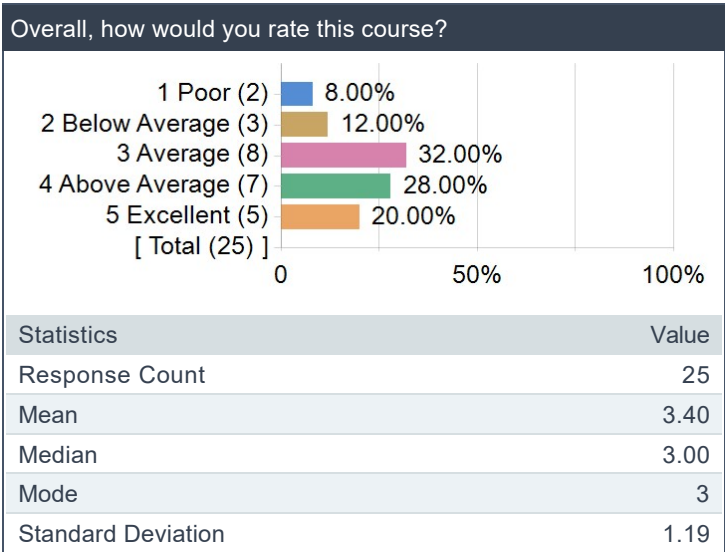 Overall, how would you rate this course?
1 Poor (2) 8.00%
2 Below Average (3) 12.00%
3 Average (8) 32.00%
4 Above Average (7) 28.00%
5 Excellent (5) 20.00%
[ Total (25) ]
0 50% 100%
Statistics Value
Response Count 25
Mean 3.40
Median 3.00
Mode 3
Standard Deviation 1.19